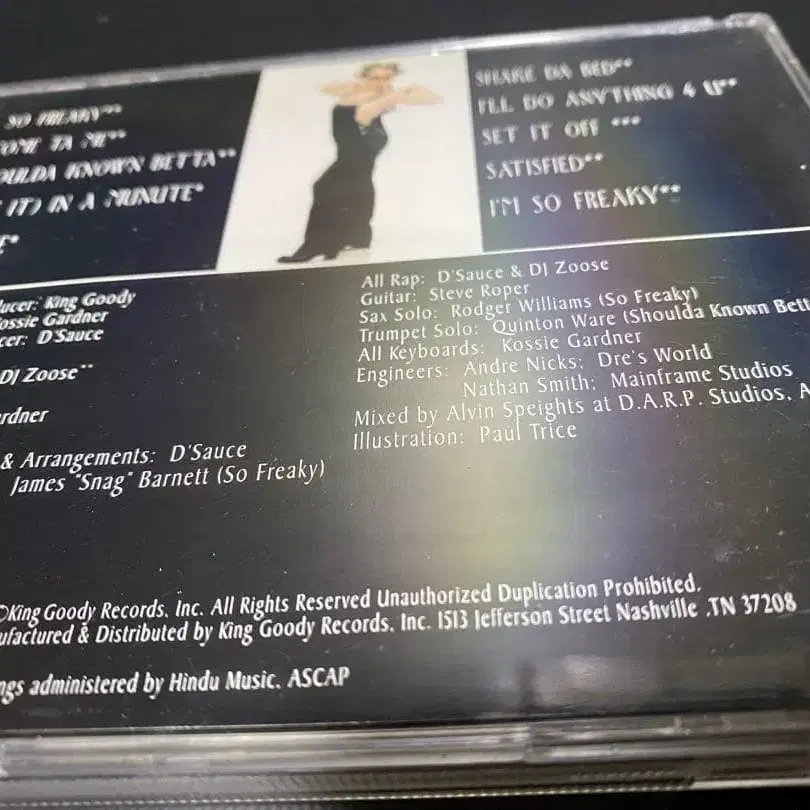 SO FREAKY**
OME TA ME**
OULDA KNOWN BETTA**
IT) IN A MINUTE*
E*
SHAKE DA BED**
I'LL DO ANYTHING 4 U**
SET IT OFF ***
SATISFIED**
I'M SO FREAKY**
ucer: King Goody
ossie Gardner
cer: D'Sauce
DJ Zoose**
rdner
& Arrangements: D'Sauce
James "Snag" Barnett (So Freaky)
All Rap: D'Sauce & DJ Zoose
Guitar: Steve Roper
Sax Solo: Rodger Williams (So Freaky)
Trumpet Solo: Quinton Ware (Shoulda Known Bett
All Keyboards: Kossie Gardner
Engineers: Andre Nicks: Dre's World
Nathan Smith: Mainframe Studios
Mixed by Alvin Speights at D.A.R.P. Studios, A
Illustration: Paul Trice
©King Goody Records, Inc. All Rights Reserved Unauthorized Duplication Prohibited.
ufactured & Distributed by King Goody Records, Inc. 1513 Jefferson Street Nashville ,TN 37208
ngs administered by Hindu Music, ASCAP